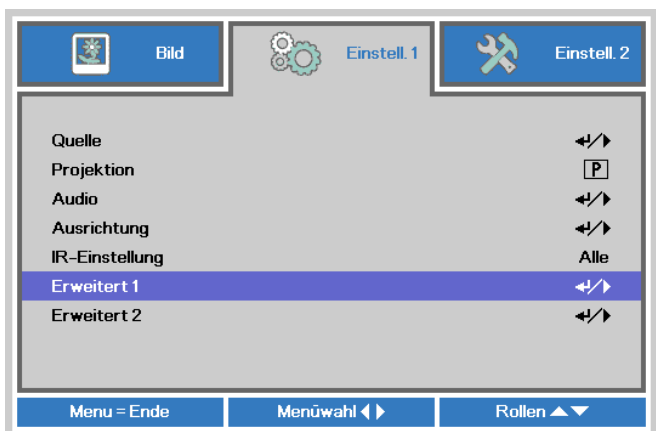 Bild
Einstell. 1
Einstell. 2
Quelle ↵/▶
Projektion P
Audio ↵/▶
Ausrichtung ↵/▶
IR-Einstellung Alle
Erweitert 1 ↵/▶
Erweitert 2 ↵/▶
Menu = Ende
Menüwahl ◀▶
Rollen ▲▼